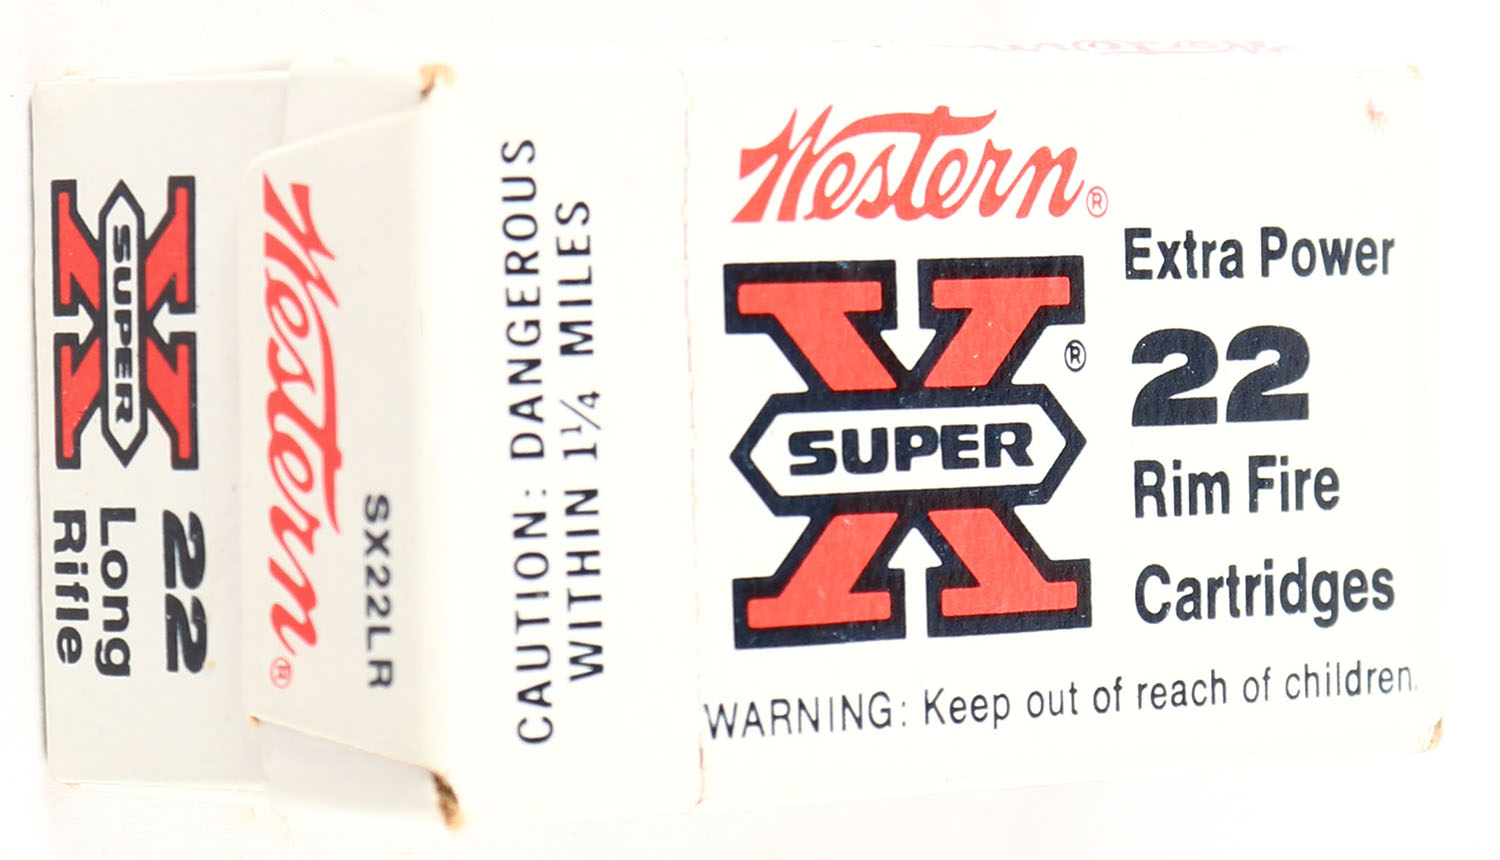 Western®
SUPER X
22
Long
Rifle
Western®
SX22LR
CAUTION: DANGEROUS
WITHIN 1¼ MILES
X SUPER ®
Extra Power
22
Rim Fire
Cartridges
WARNING: Keep out of reach of children.